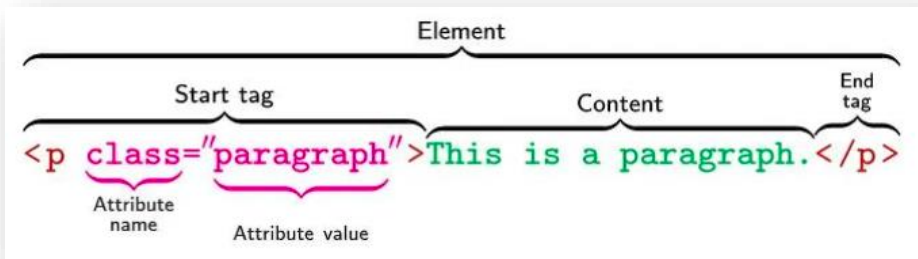 Element
Start tag
Content
End
tag
<p class="paragraph">This is a paragraph.</p>
Attribute
name
Attribute value